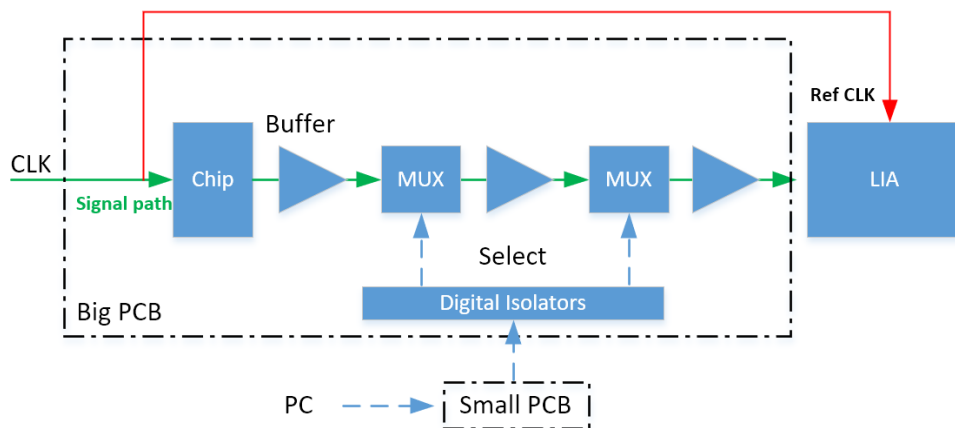 Ref CLK
Buffer
CLK
Chip
MUX
MUX
LIA
Signal path
Select
Digital Isolators
Big PCB
PC
Small PCB